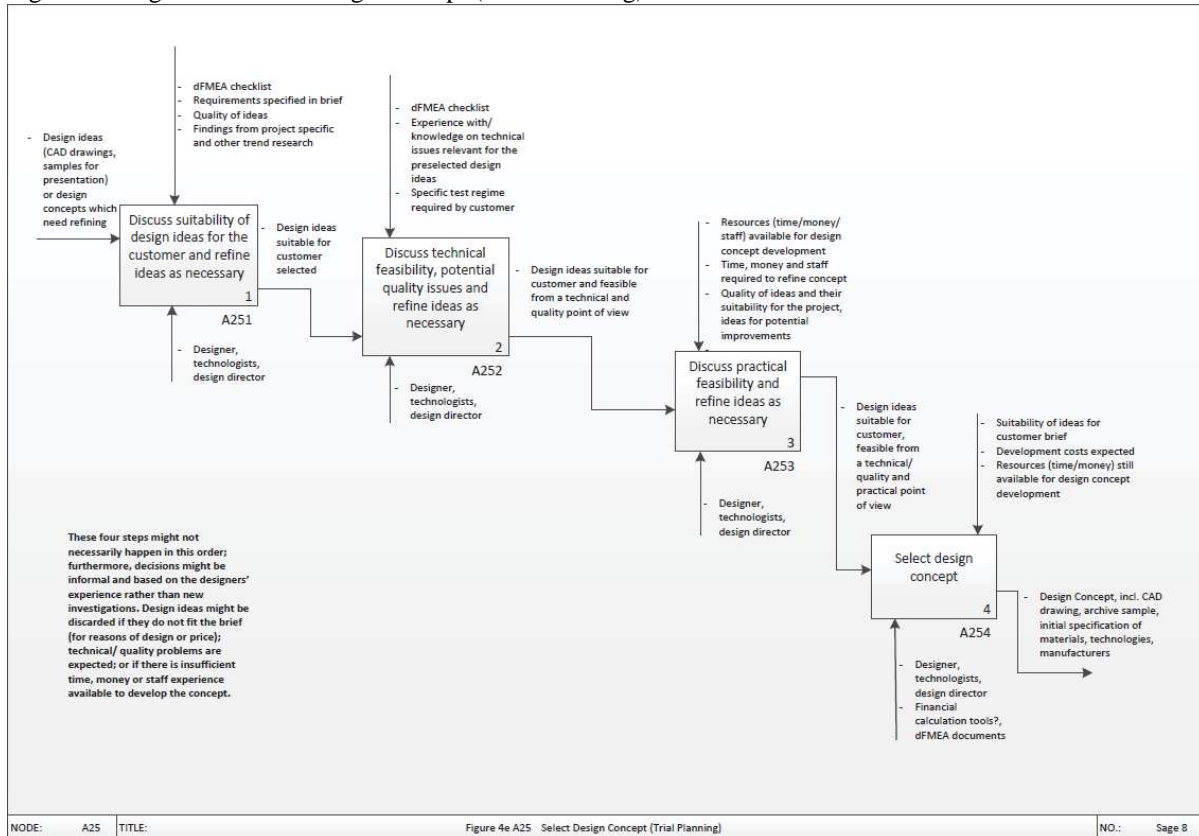 - dFMEA checklist
- Requirements specified in brief
- Quality of ideas
- Findings from project specific
and other trend research
- Design ideas
(CAD drawings,
samples for
presentation)
or design
concepts which
need refining
Discuss suitability of
design ideas for the
customer and refine
ideas as necessary
1
A251
- Designer,
technologists,
design director
- Design ideas
suitable for
customer
selected
- dFMEA checklist
- Experience with/
knowledge on technical
issues relevant for the
preselected design
ideas
- Specific test regime
required by customer
Discuss technical
feasibility, potential
quality issues and
refine ideas as
necessary
2
A252
- Designer,
technologists,
design director
- Design ideas suitable for
customer and feasible
from a technical and
quality point of view
- Resources (time/money/
staff) available for design
concept development
- Time, money and staff
required to refine concept
- Quality of ideas and their
suitability for the project,
ideas for potential
improvements
-
Discuss practical
feasibility and
refine ideas as
necessary
3
A253
- Designer,
technologists,
design director
- Design ideas
suitable for
customer,
feasible from
a technical/
quality and
practical point
of view
- Suitability of ideas for
customer brief
- Development costs expected
- Resources (time/money) still
available for design concept
development
Select design
concept
4
A254
- Designer,
technologists,
design director
- Financial
calculation tools?,
dFMEA documents
- Design Concept, incl. CAD
drawing, archive sample,
initial specification of
materials, technologies,
manufacturers
These four steps might not
necessarily happen in this order;
furthermore, decisions might be
informal and based on the designers'
experience rather than new
investigations. Design ideas might be
discarded if they do not fit the brief
(for reasons of design or price);
technical/ quality problems are
expected; or if there is insufficient
time, money or staff experience
available to develop the concept.
NODE: A25 TITLE: Figure 4e A25 Select Design Concept (Trial Planning) NO.: Sage 8